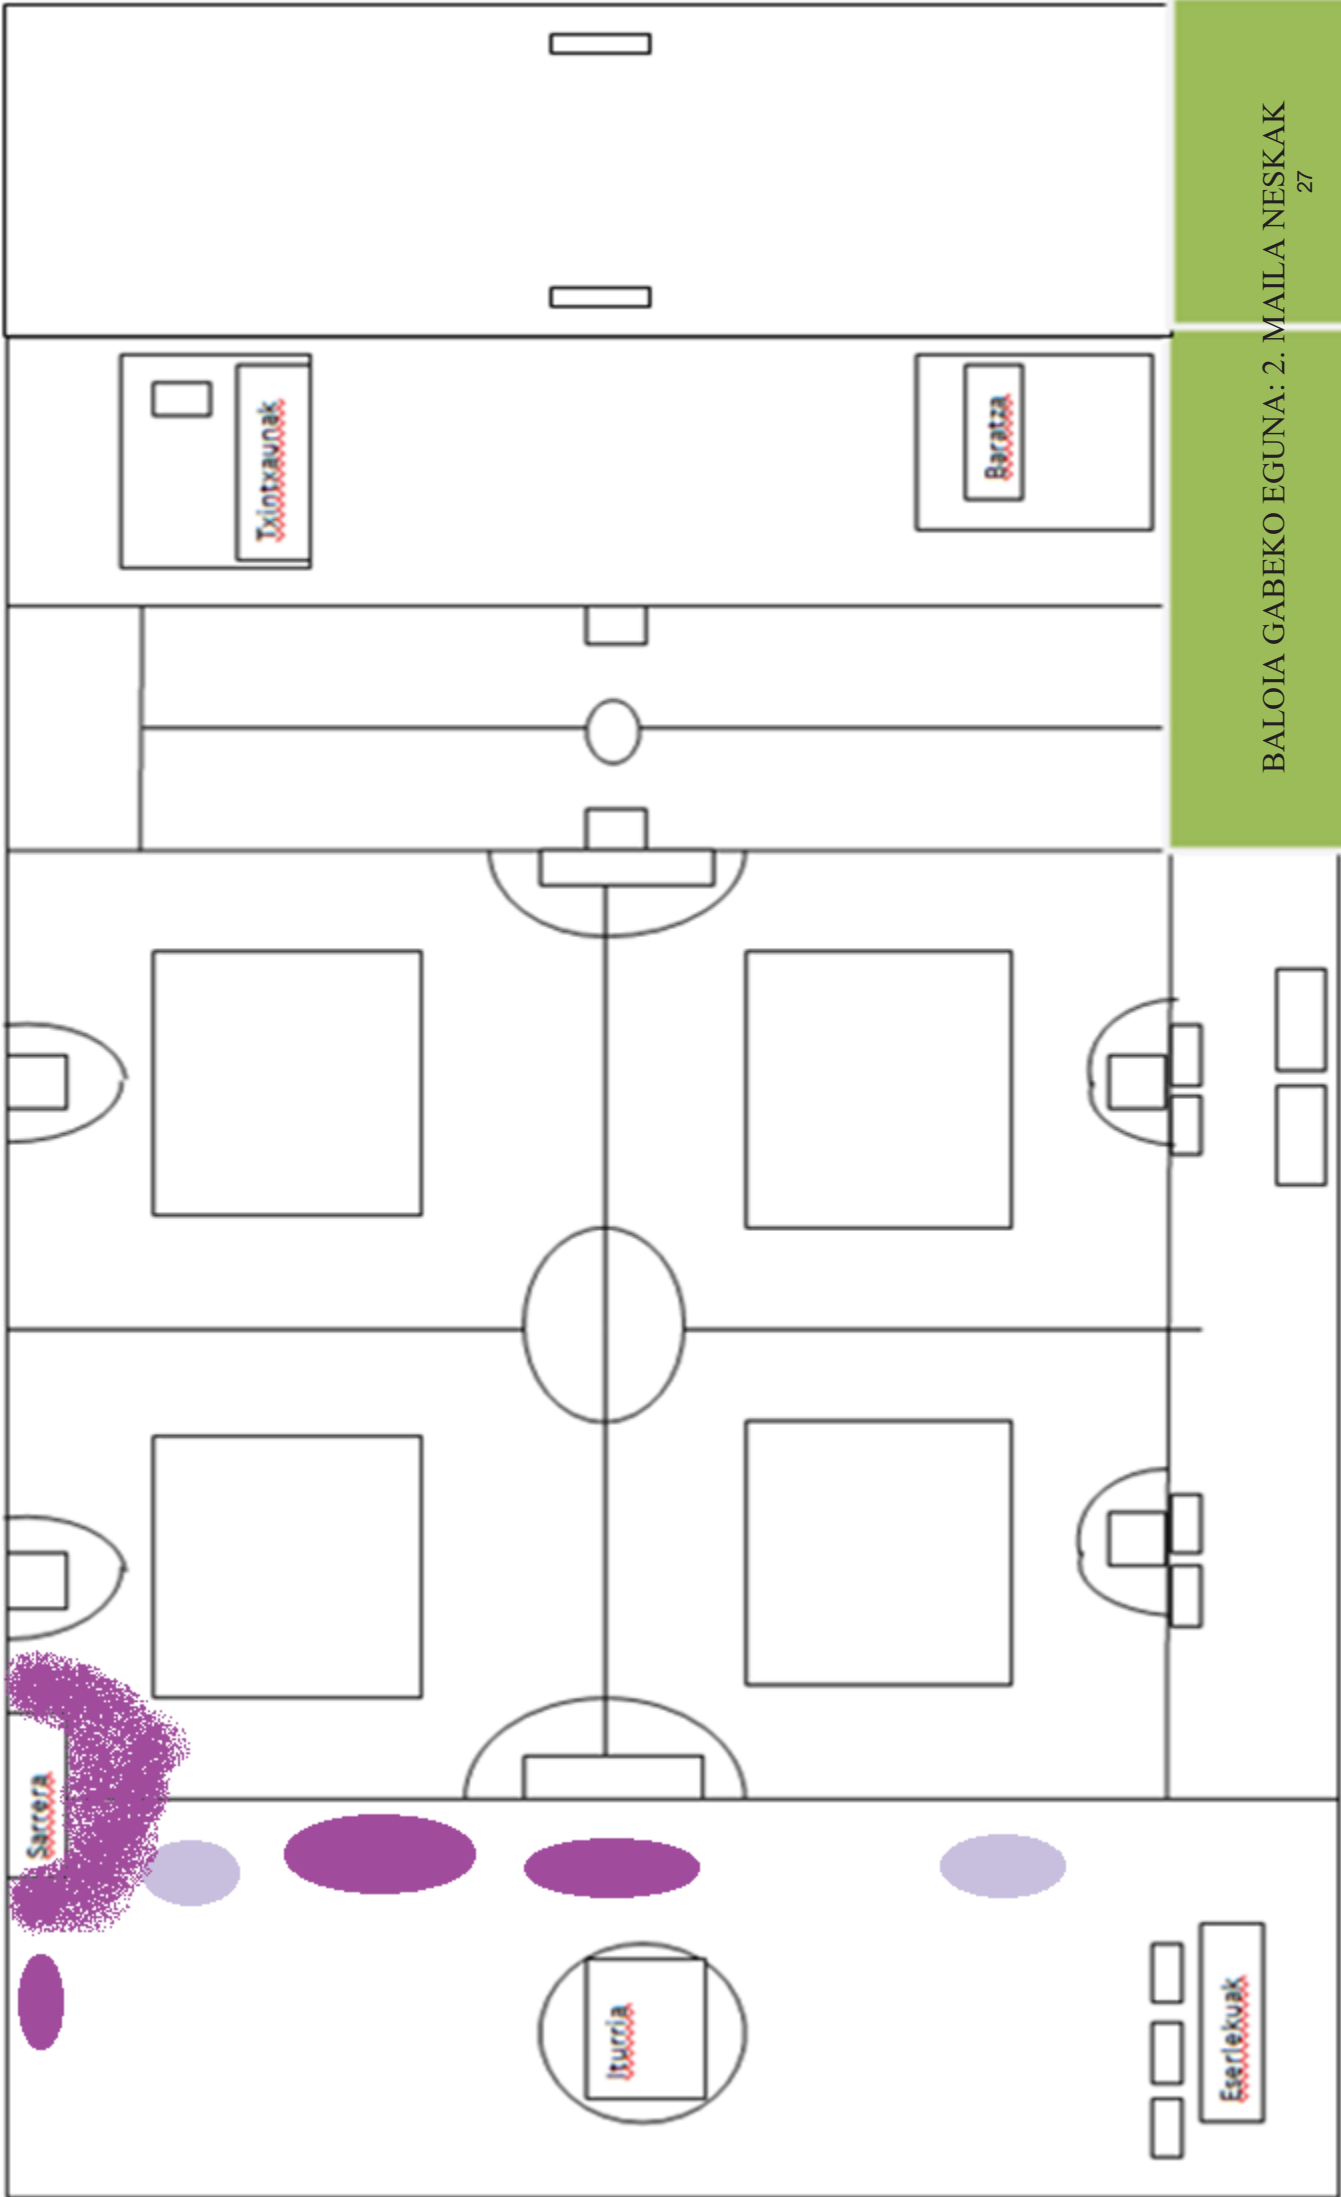 Sarrera
Iturria
Eserlekuak
Txintxaunak
Baratza
BALOIA GABEKO EGUNA: 2. MAILA NESKAK
27